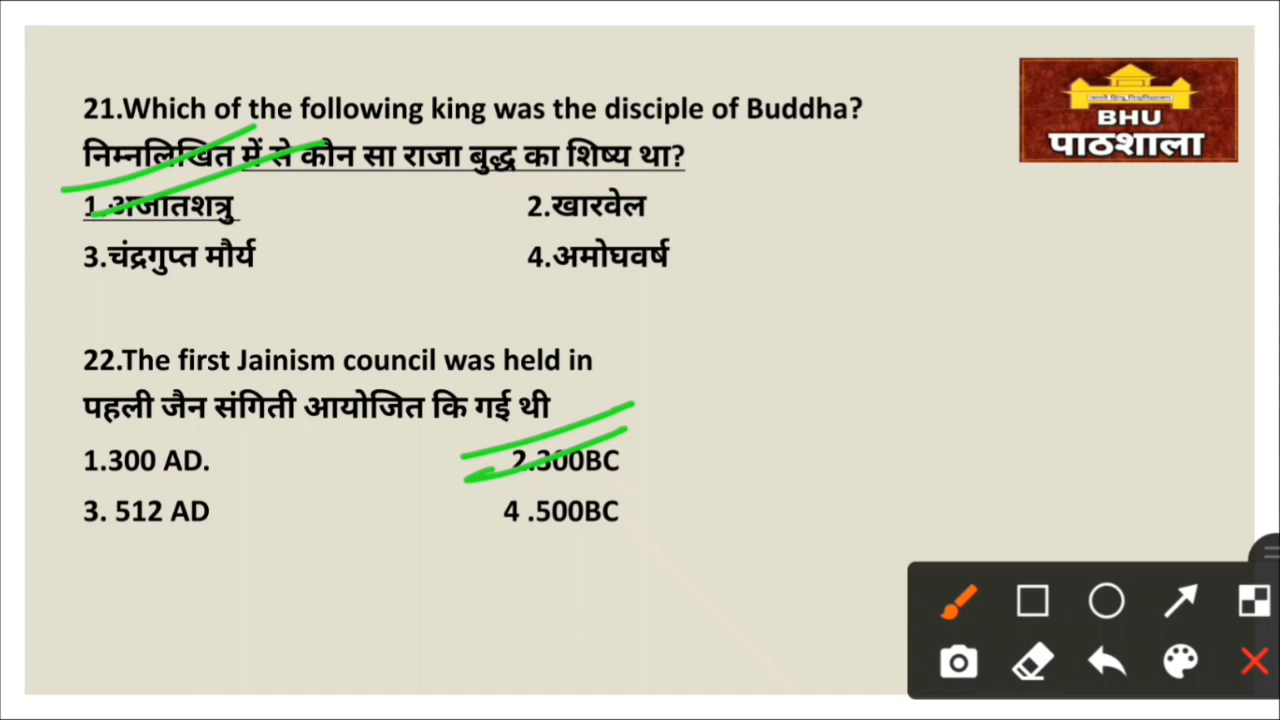 21.Which of the following king was the disciple of Buddha?
निम्नलिखित में से कौन सा राजा बुद्ध का शिष्य था?
1.अजातशत्रु 2.खारवेल
3.चंद्रगुप्त मौर्य 4.अमोघवर्ष
22.The first Jainism council was held in
पहली जैन संगिती आयोजित कि गई थी
1.300 AD. 2.300BC
3. 512 AD 4 .500BC
BHU
पाठशाला